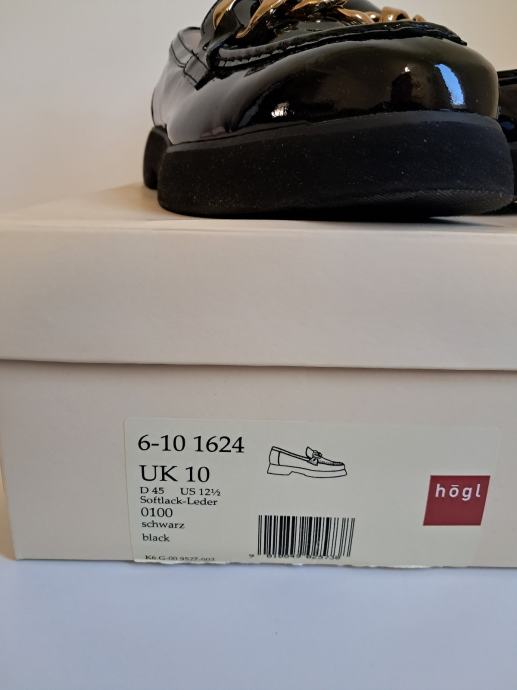 6-10 1624
UK 10
D 45 US 12½
Softlack-Leder
0100
schwarz
black
högl